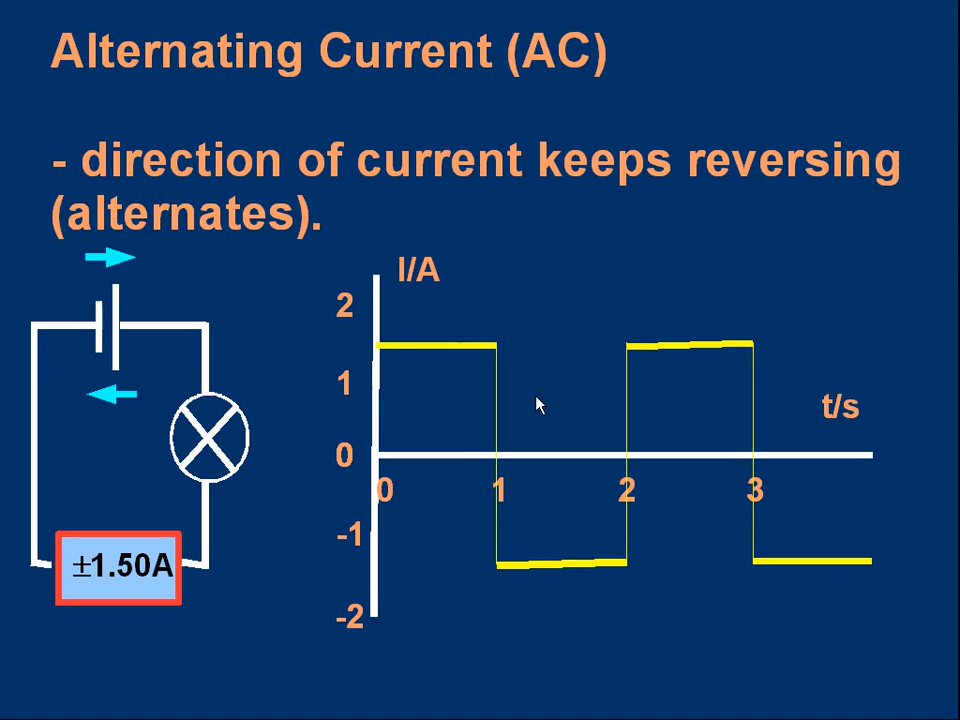 Alternating Current (AC)
- direction of current keeps reversing
(alternates).
I/A
2
1
0
-1
-2
0 1 2 3
t/s
±1.50A